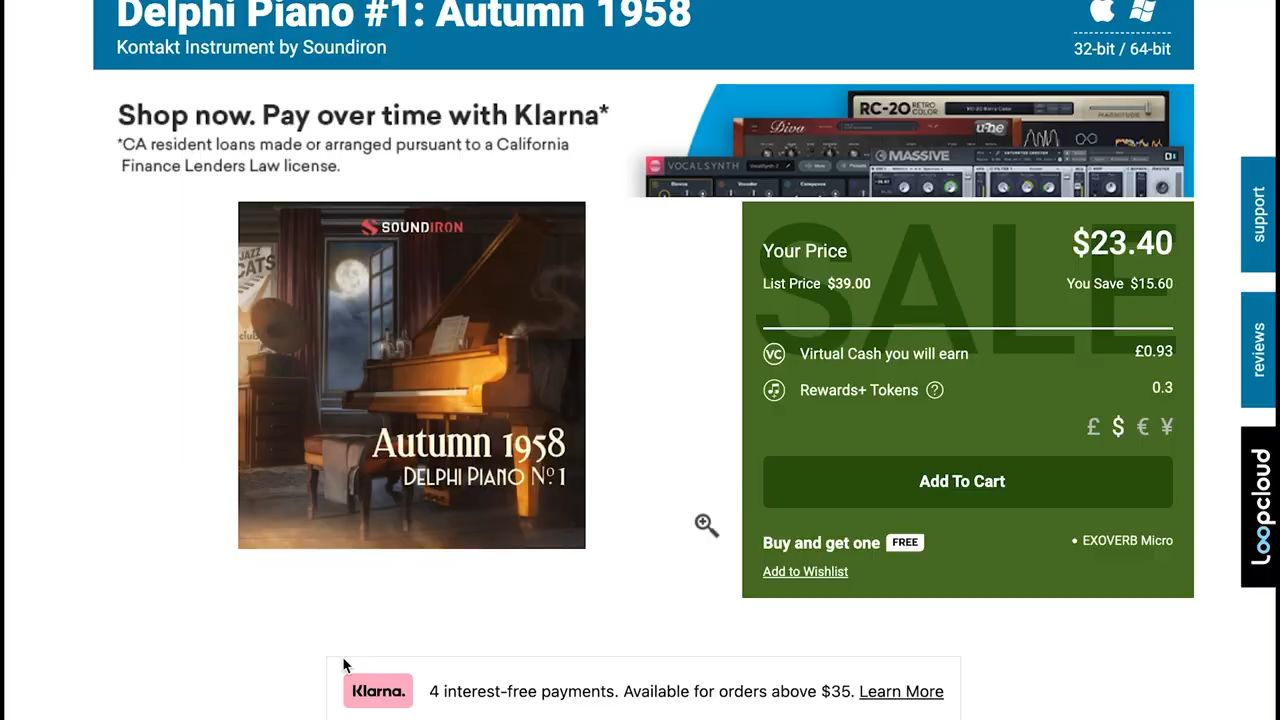 Delphi Piano #1: Autumn 1958
Kontakt Instrument by Soundiron
32-bit / 64-bit
Shop now. Pay over time with Klarna*
*CA resident loans made or arranged pursuant to a California
Finance Lenders Law license.
RC-20 RETRO COLOR
MAGNITUDE
Diva
u-he
VOCALSYNTH
MASSIVE
SOUNDIRON
JAZZ
CATS
club
Autumn 1958
DELPHI PIANO Nº. 1
SALE
Your Price $23.40
List Price $39.00 You Save $15.60
VC Virtual Cash you will earn £0.93
Rewards+ Tokens ? 0.3
£ $ € ¥
Add To Cart
Buy and get one FREE • EXOVERB Micro
Add to Wishlist
support
reviews
Loopcloud
Klarna. 4 interest-free payments. Available for orders above $35. Learn More